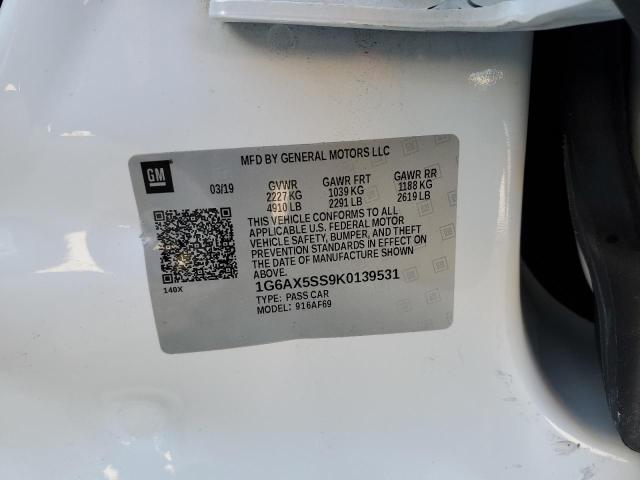 MFD BY GENERAL MOTORS LLC
GM
03/19
GVWR GAWR FRT GAWR RR
2227 KG 1039 KG 1188 KG
4910 LB 2291 LB 2619 LB
THIS VEHICLE CONFORMS TO ALL
APPLICABLE U.S. FEDERAL MOTOR
VEHICLE SAFETY, BUMPER, AND THEFT
PREVENTION STANDARDS IN EFFECT ON
THE DATE OF MANUFACTURE SHOWN
ABOVE.
140X
1G6AX5SS9K0139531
TYPE: PASS CAR
MODEL: 916AF69